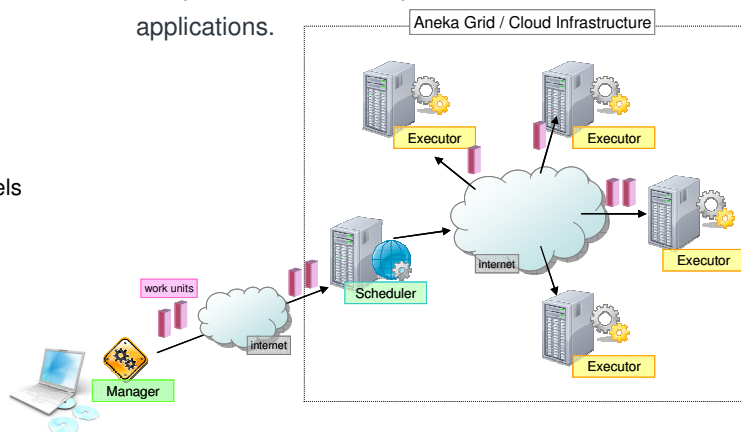 applications.
Aneka Grid / Cloud Infrastructure
Executor
Executor
els
Executor
internet
work units
Scheduler
internet
Executor
Manager